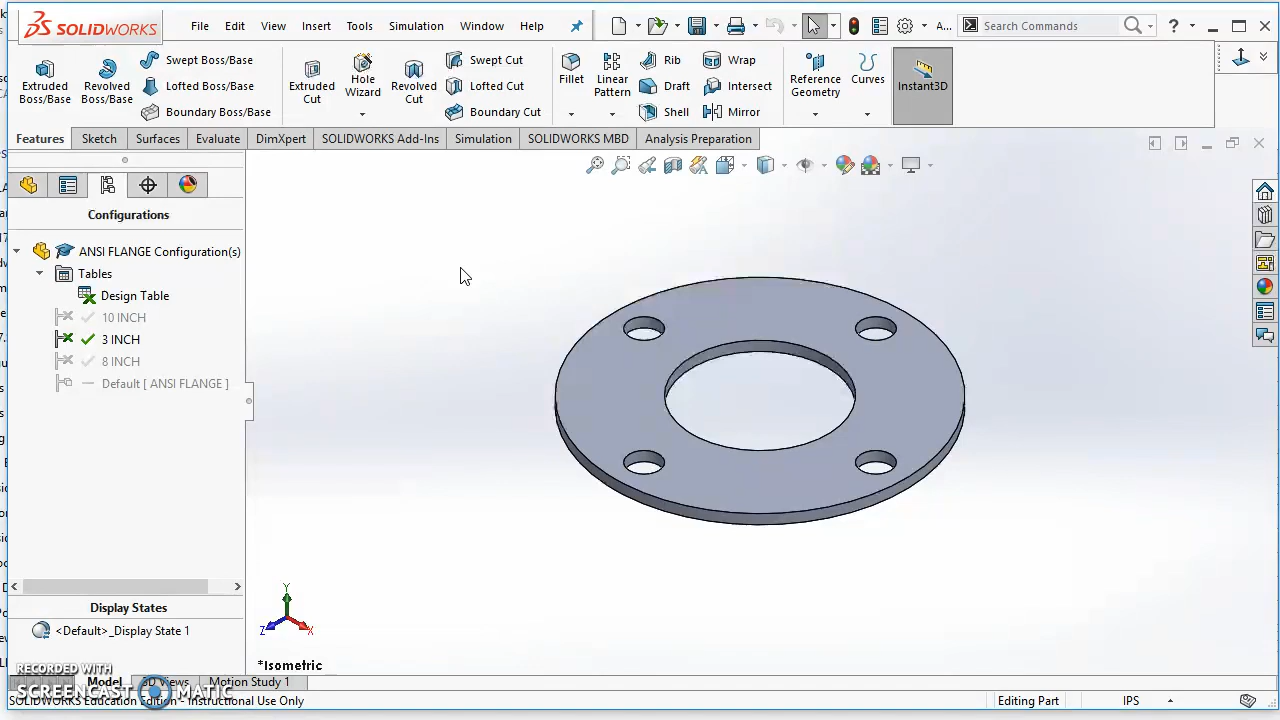 SOLIDWORKS File Edit View Insert Tools Simulation Window Help A... Search Commands ?
Extruded Boss/Base
Revolved Boss/Base
Swept Boss/Base
Lofted Boss/Base
Boundary Boss/Base
Extruded Cut
Hole Wizard
Revolved Cut
Swept Cut
Lofted Cut
Boundary Cut
Fillet
Linear Pattern
Rib
Draft
Shell
Wrap
Intersect
Mirror
Reference Geometry
Curves
Instant3D
Features Sketch Surfaces Evaluate DimXpert SOLIDWORKS Add-Ins Simulation SOLIDWORKS MBD Analysis Preparation
Configurations
ANSI FLANGE Configuration(s)
Tables
Design Table
10 INCH
3 INCH
8 INCH
Default [ ANSI FLANGE ]
Display States
<Default>_Display State 1
Y
Z X
*Isometric
RECORDED WITH
SCREENCAST MATIC
Model 3D Views Motion Study 1
SOLIDWORKS Education Edition - Instructional Use Only Editing Part IPS